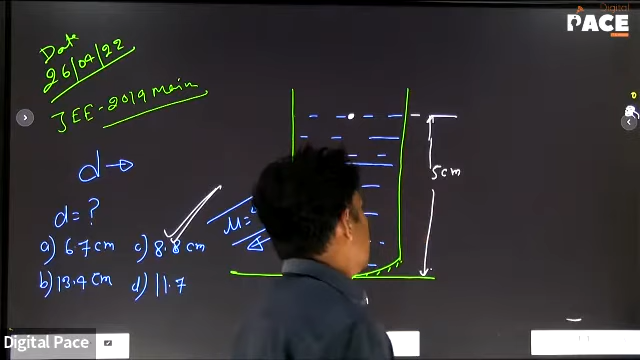 Digital
PACE
Date
26/04/22
JEE-2019 Main
d→
5cm
d=?
μ=
a) 6.7 cm c) 8.8 cm
b) 13.4 cm d) 11.7
Digital Pace